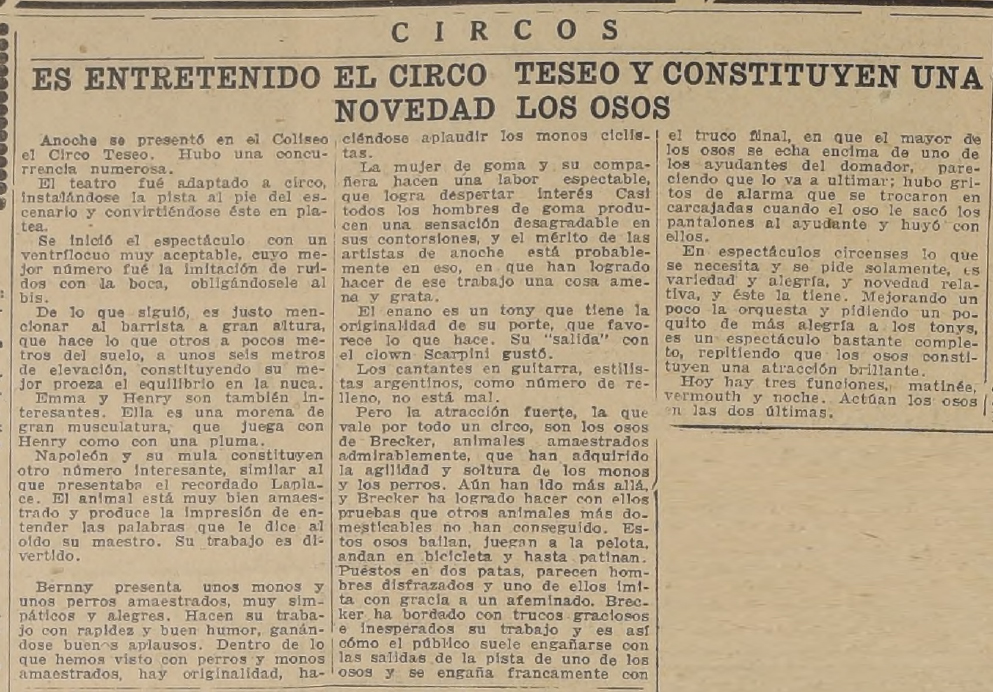 CIRCOS
ES ENTRETENIDO EL CIRCO TESEO Y CONSTITUYEN UNA
NOVEDAD LOS OSOS
Anoche se presentó en el Coliseo
el Circo Teseo. Hubo una concu-
rrencia numerosa.
El teatro fué adaptado a circo,
instalándose la pista al pie del es-
cenario y convirtiéndose éste en pla-
tea.
Se inició el espectáculo con un
ventrílocuo muy aceptable, cuyo me-
jor número fué la imitación de rui-
dos con la boca, obligándosele al
bis.
De lo que siguió, es justo men-
cionar al barrista a gran altura,
que hace lo que otros a pocos me-
tros del suelo, a unos seis metros
de elevación, constituyendo su me-
jor proeza el equilibrio en la nuca.
Emma y Henry son también in-
teresantes. Ella es una morena de
gran musculatura, que juega con
Henry como con una pluma.
Napoleón y su mula constituyen
otro número interesante, similar al
que presentaba el recordado Lapla-
ce. El animal está muy bien amaes-
trado y produce la impresión de en-
tender las palabras que le dice al
oído su maestro. Su trabajo es di-
vertido.
Bernny presenta unos monos y
unos perros amaestrados, muy sim-
páticos y alegres. Hacen su traba-
jo con rapidez y buen humor, ganán-
dose buenos aplausos. Dentro de lo
que hemos visto con perros y monos
amaestrados, hay originalidad, ha-
ciéndose aplaudir los monos ciclis-
tas.
La mujer de goma y su compa-
ñera hacen una labor espectable,
que logra despertar interés Casi
todos los hombres de goma produ-
cen una sensación desagradable en
sus contorsiones, y el mérito de las
artistas de anoche está probable-
mente en eso, en que han logrado
hacer de ese trabajo una cosa ame-
na y grata.
El enano es un tony que tiene la
originalidad de su porte, que favo-
rece lo que hace. Su "salida" con
el clown Scarpini gustó.
Los cantantes en guitarra, estilis-
tas argentinos, como número de re-
lleno, no está mal.
Pero la atracción fuerte, la que
vale por todo un circo, son los osos
de Brecker, animales amaestrados
admirablemente, que han adquirido
la agilidad y soltura de los monos
y los perros. Aún han ido más allá,
y Brecker ha logrado hacer con ellos
pruebas que otros animales más do-
mesticables no han conseguido. Es-
tos osos bailan, juegan a la pelota,
andan en bicicleta y hasta patinan.
Puestos en dos patas, parecen hom-
bres disfrazados y uno de ellos imi-
ta con gracia a un afeminado. Brec-
ker ha bordado con trucos graciosos
e inesperados su trabajo y es así
cómo el público suele engañarse con
las salidas de la pista de uno de los
osos y se engaña francamente con
el truco final, en que el mayor de
los osos se echa encima de uno de
los ayudantes del domador, pare-
ciendo que lo va a ultimar; hubo gri-
tos de alarma que se trocaron en
carcajadas cuando el oso le sacó los
pantalones al ayudante y huyó con
ellos.
En espectáculos circenses lo que
se necesita y se pide solamente, es
variedad y alegría, y novedad rela-
tiva, y éste la tiene. Mejorando un
poco la orquesta y pidiendo un po-
quito de más alegría a los tonys,
es un espectáculo bastante comple-
to, repitiendo que los osos consti-
tuyen una atracción brillante.
Hoy hay tres funciones, matinée,
vermouth y noche. Actúan los osos
en las dos últimas.